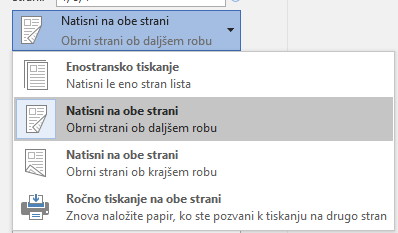 Natisni na obe strani
Obrni strani ob daljšem robu
Enostransko tiskanje
Natisni le eno stran lista
Natisni na obe strani
Obrni strani ob daljšem robu
Natisni na obe strani
Obrni strani ob krajšem robu
Ročno tiskanje na obe strani
Znova naložite papir, ko ste pozvani k tiskanju na drugo stran